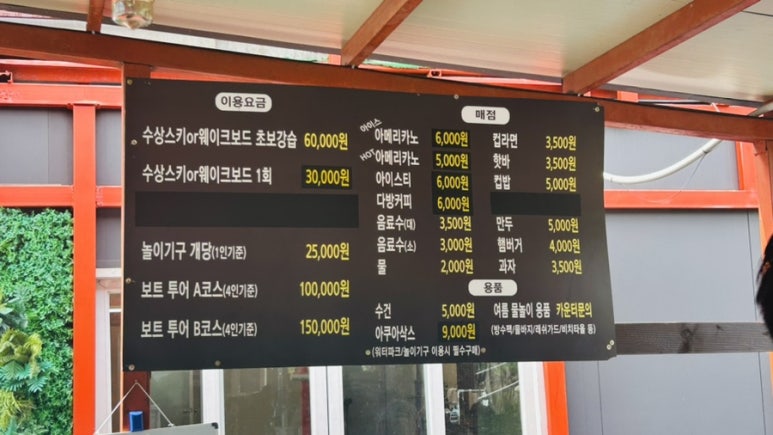 이용요금
수상스키or웨이크보드 초보강습 60,000원
수상스키or웨이크보드 1회 30,000원
놀이기구 개당(1인기준) 25,000원
보트 투어 A코스(4인기준) 100,000원
보트 투어 B코스(4인기준) 150,000원
매점
아이스 아메리카노 6,000원
HOT 아메리카노 5,000원
아이스티 6,000원
다방커피 6,000원
음료수(대) 3,500원
음료수(소) 3,000원
물 2,000원
컵라면 3,500원
핫바 3,500원
컵밥 5,000원
만두 5,000원
햄버거 4,000원
과자 3,500원
용품
수건 5,000원
아쿠아삭스 9,000원
(워터파크/놀이기구 이용시 필수구매)
여름 물놀이 용품 카운터문의
(방수팩/몸바지/래쉬가드/비치타올 등)